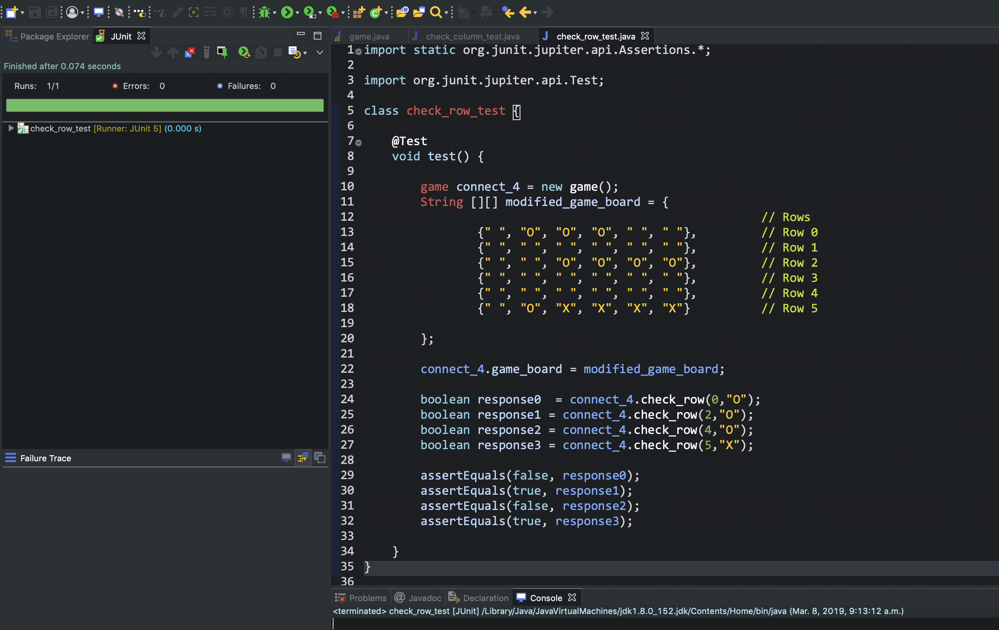 Package Explorer JUnit
Finished after 0.074 seconds
Runs: 1/1 Errors: 0 Failures: 0
check_row_test [Runner: JUnit 5] (0.000 s)
Failure Trace
game.java check_column_test.java check_row_test.java
1 import static org.junit.jupiter.api.Assertions.*;
2
3 import org.junit.jupiter.api.Test;
4
5 class check_row_test {
6
7 @Test
8 void test() {
9
10 game connect_4 = new game();
11 String [][] modified_game_board = {
12 // Rows
13 {" ", "O", "O", "O", " ", " "}, // Row 0
14 {" ", " ", " ", " ", " ", " "}, // Row 1
15 {" ", " ", "O", "O", "O", "O"}, // Row 2
16 {" ", " ", " ", " ", " ", " "}, // Row 3
17 {" ", " ", " ", " ", " ", " "}, // Row 4
18 {" ", "O", "X", "X", "X", "X"} // Row 5
19
20 };
21
22 connect_4.game_board = modified_game_board;
23
24 boolean response0  = connect_4.check_row(0,"O");
25 boolean response1 = connect_4.check_row(2,"O");
26 boolean response2 = connect_4.check_row(4,"O");
27 boolean response3 = connect_4.check_row(5,"X");
28
29 assertEquals(false, response0);
30 assertEquals(true, response1);
31 assertEquals(false, response2);
32 assertEquals(true, response3);
33
34 }
35 }
36
Problems @ Javadoc Declaration Console
<terminated> check_row_test [JUnit] /Library/Java/JavaVirtualMachines/jdk1.8.0_152.jdk/Contents/Home/bin/java (Mar. 8, 2019, 9:13:12 a.m.)